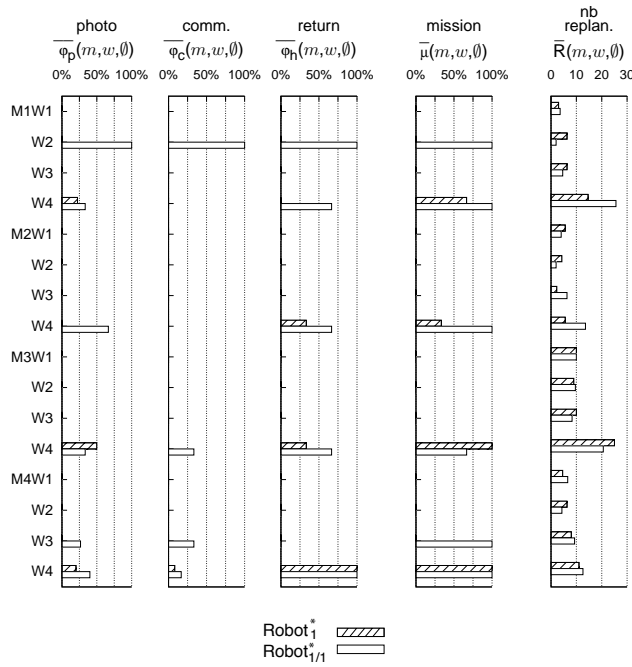 photo comm. return mission nb replan.
φp(m,w,∅) φc(m,w,∅) φh(m,w,∅) μ(m,w,∅) R(m,w,∅)
0% 50% 0% 50% 100% 0% 50% 100% 0% 50% 100% 0 10 20 30
M1W1
W2
W3
W4
M2W1
W2
W3
W4
M3W1
W2
W3
W4
M4W1
W2
W3
W4
Robot*1
Robot*1/1